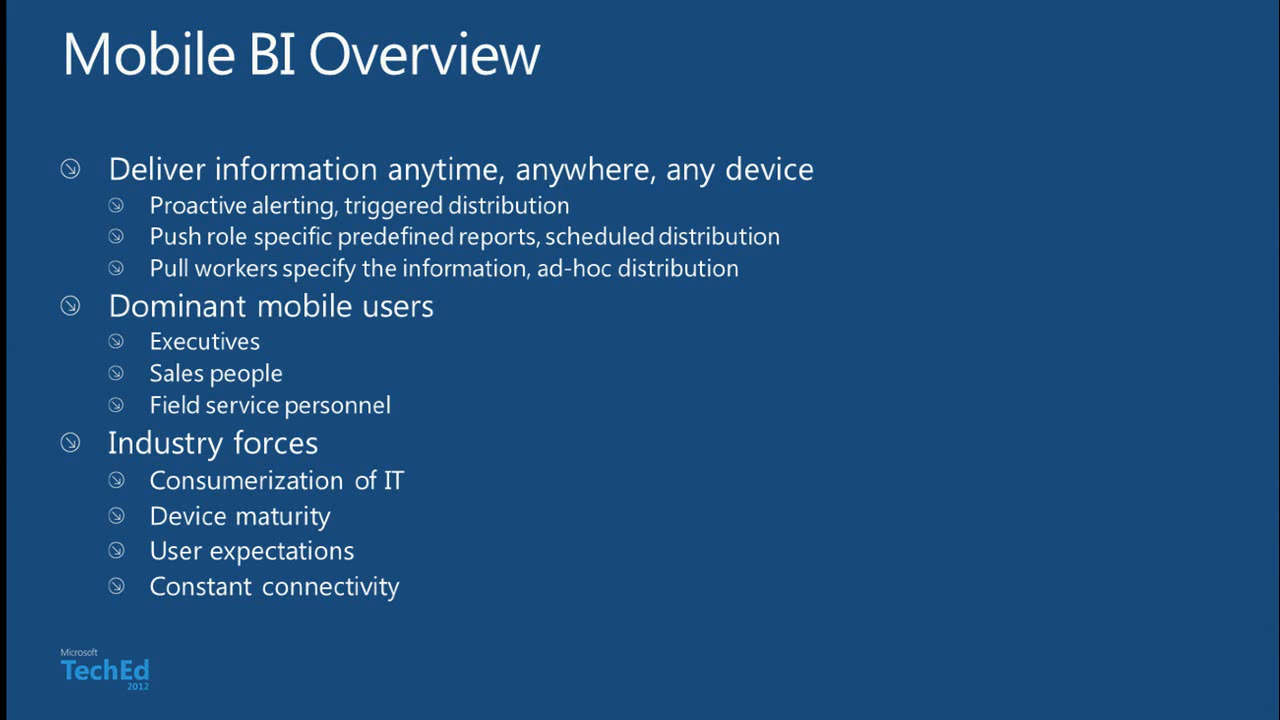 Mobile BI Overview
Deliver information anytime, anywhere, any device
Proactive alerting, triggered distribution
Push role specific predefined reports, scheduled distribution
Pull workers specify the information, ad-hoc distribution
Dominant mobile users
Executives
Sales people
Field service personnel
Industry forces
Consumerization of IT
Device maturity
User expectations
Constant connectivity
Microsoft
TechEd
2012